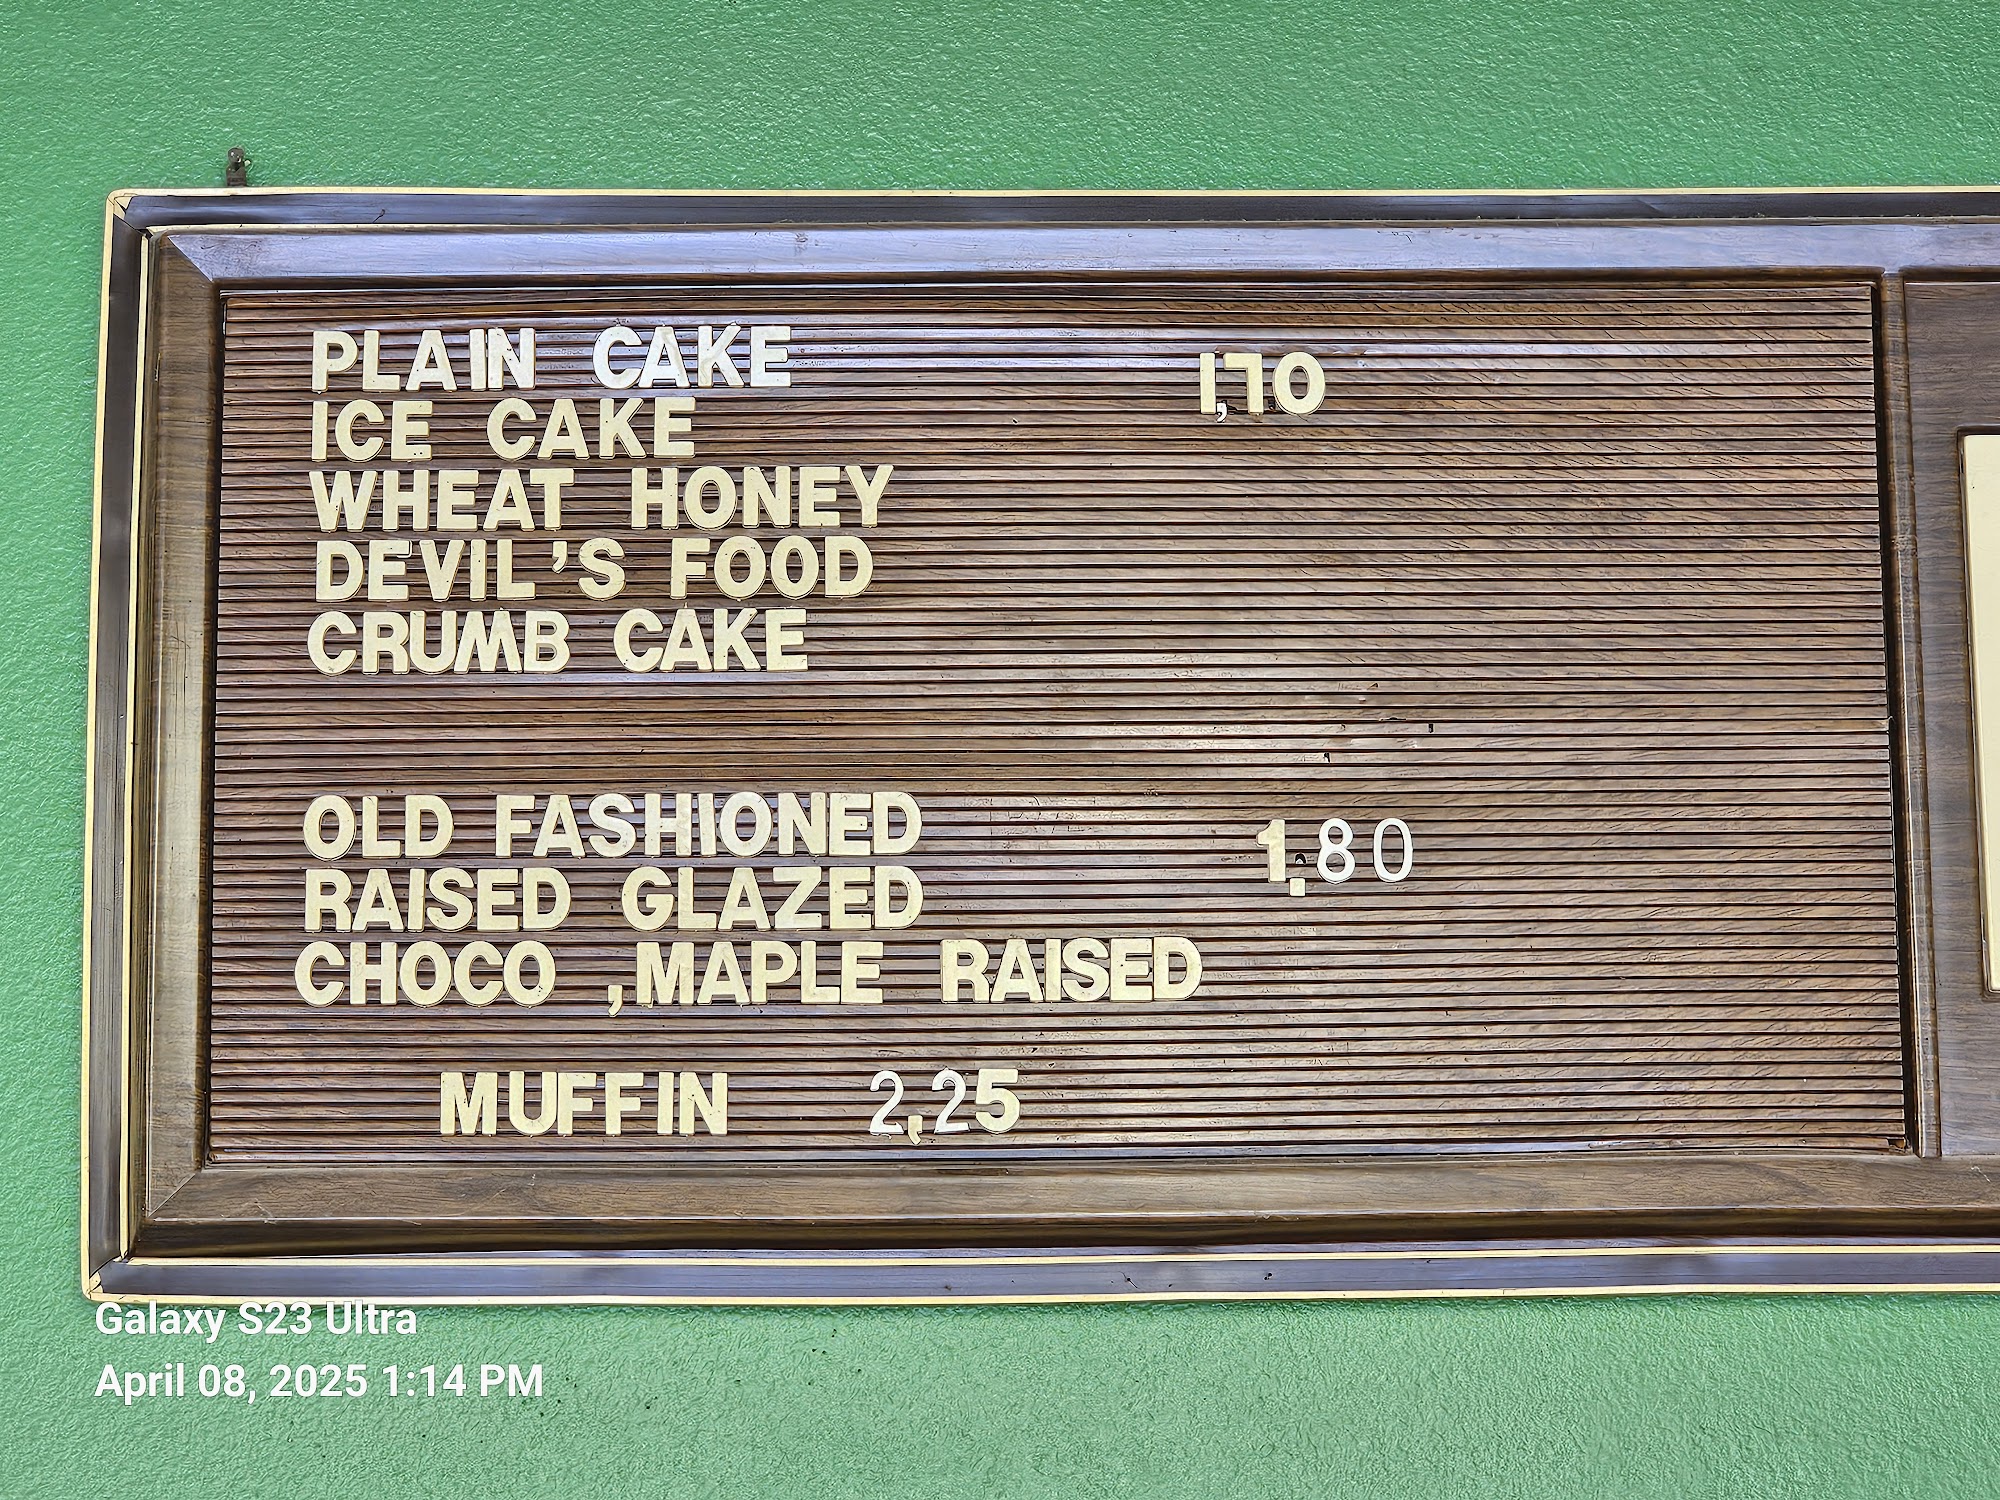 PLAIN CAKE 1,70
ICE CAKE
WHEAT HONEY
DEVIL'S FOOD
CRUMB CAKE
OLD FASHIONED 1.80
RAISED GLAZED
CHOCO ,MAPLE RAISED
MUFFIN 2,25
Galaxy S23 Ultra
April 08, 2025 1:14 PM